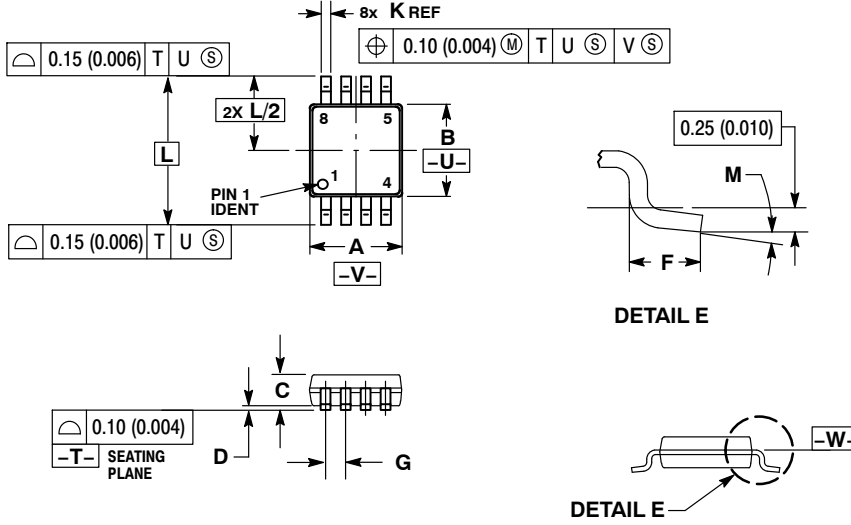 8x K REF
⌖ 0.10 (0.004) Ⓜ T U Ⓢ V Ⓢ
⌓ 0.15 (0.006) T U Ⓢ
2X L/2
8 5
B
-U-
L
PIN 1
IDENT
1 4
⌓ 0.15 (0.006) T U Ⓢ
A
-V-
0.25 (0.010)
M
F
DETAIL E
C
⌓ 0.10 (0.004)
-T- SEATING
PLANE
D
G
-W-
DETAIL E